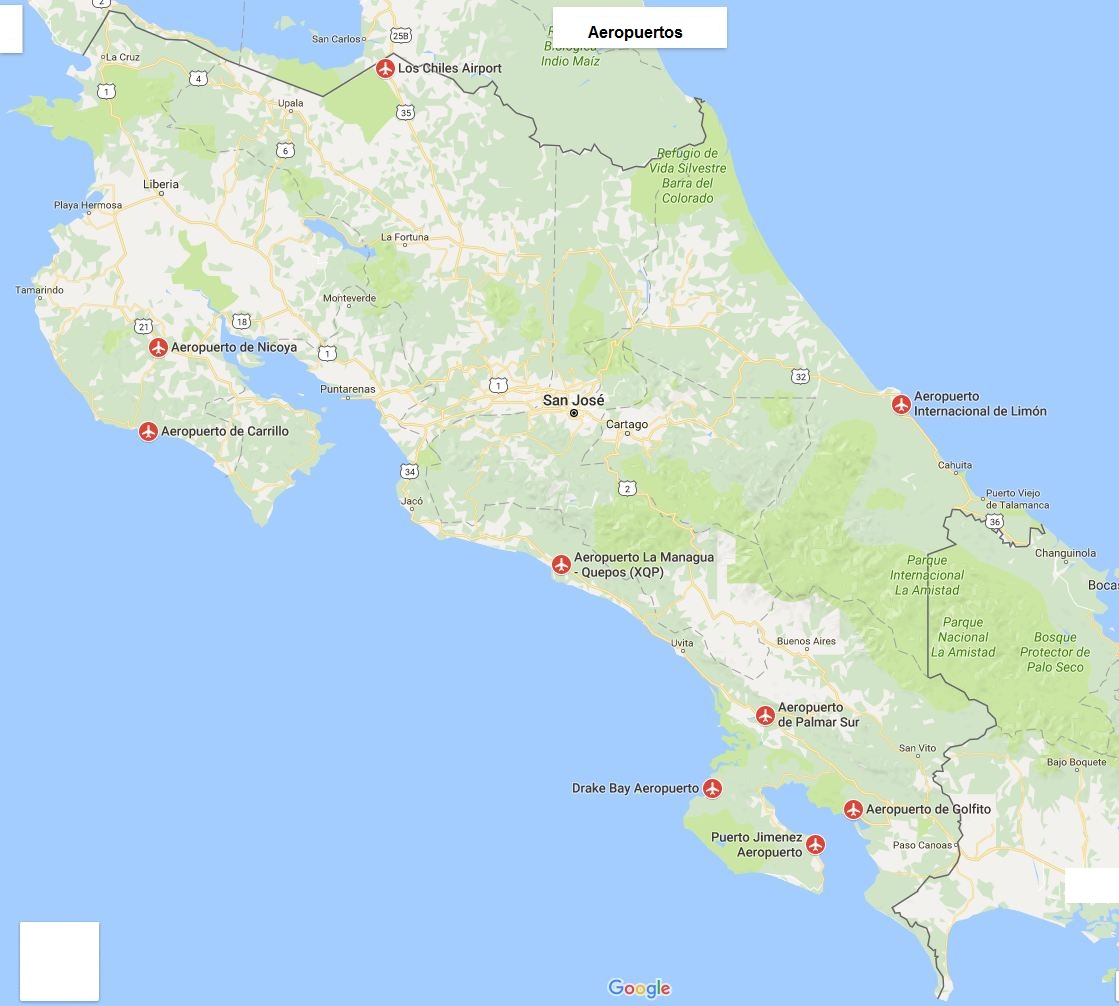 Aeropuertos
2
San Carlos
25B
R
Biológica
Indio Maíz
La Cruz
Los Chiles Airport
4
1
Upala
35
6
Refugio de
Vida Silvestre
Barra del
Colorado
Liberia
Playa Hermosa
La Fortuna
Tamarindo
Monteverde
21
18
Aeropuerto de Nicoya
1
32
Puntarenas
1
San José
Aeropuerto
Internacional de Limón
Cartago
Aeropuerto de Carrillo
34
Cahuita
2
Jacó
Puerto Viejo
de Talamanca
36
Changuinola
Aeropuerto La Managua
- Quepos (XQP)
Parque
Internacional
La Amistad
Bocas
Parque
Nacional
La Amistad
Bosque
Protector de
Palo Seco
Uvita
Buenos Aires
Aeropuerto
de Palmar Sur
San Vito
Bajo Boquete
Drake Bay Aeropuerto
Aeropuerto de Golfito
Puerto Jimenez
Aeropuerto
Paso Canoas
Google